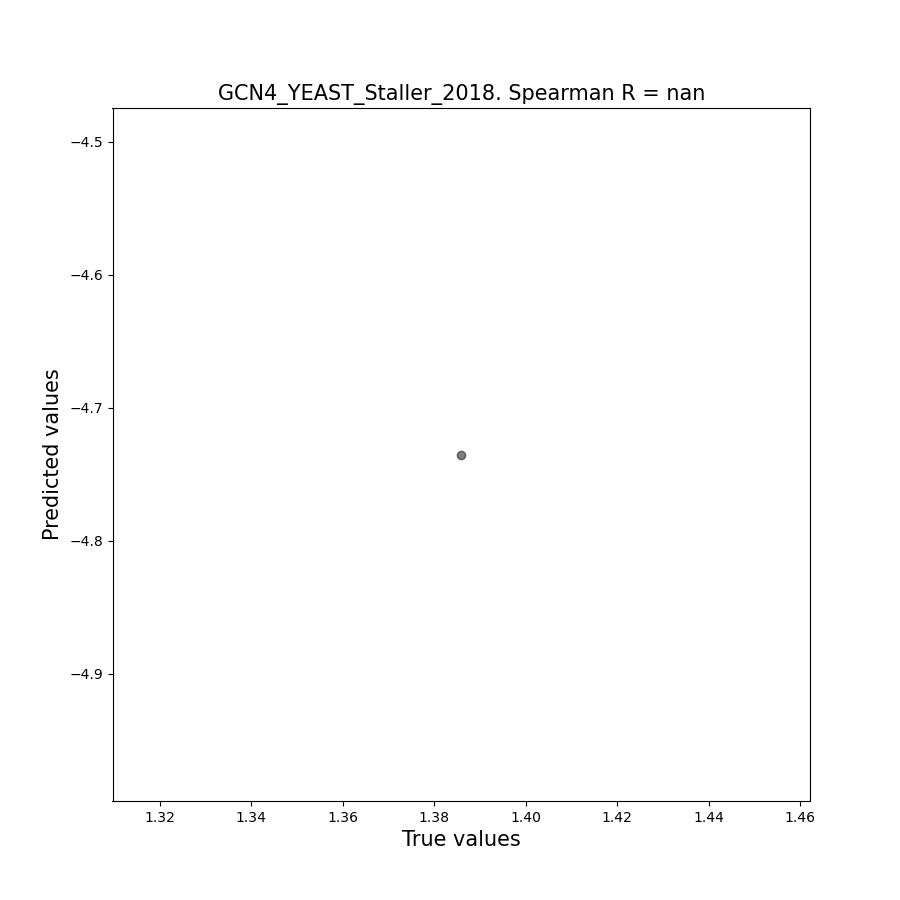 GCN4_YEAST_Staller_2018. Spearman R = nan
−4.5
−4.6
−4.7
−4.8
−4.9
Predicted values
1.32 1.34 1.36 1.38 1.40 1.42 1.44 1.46
True values